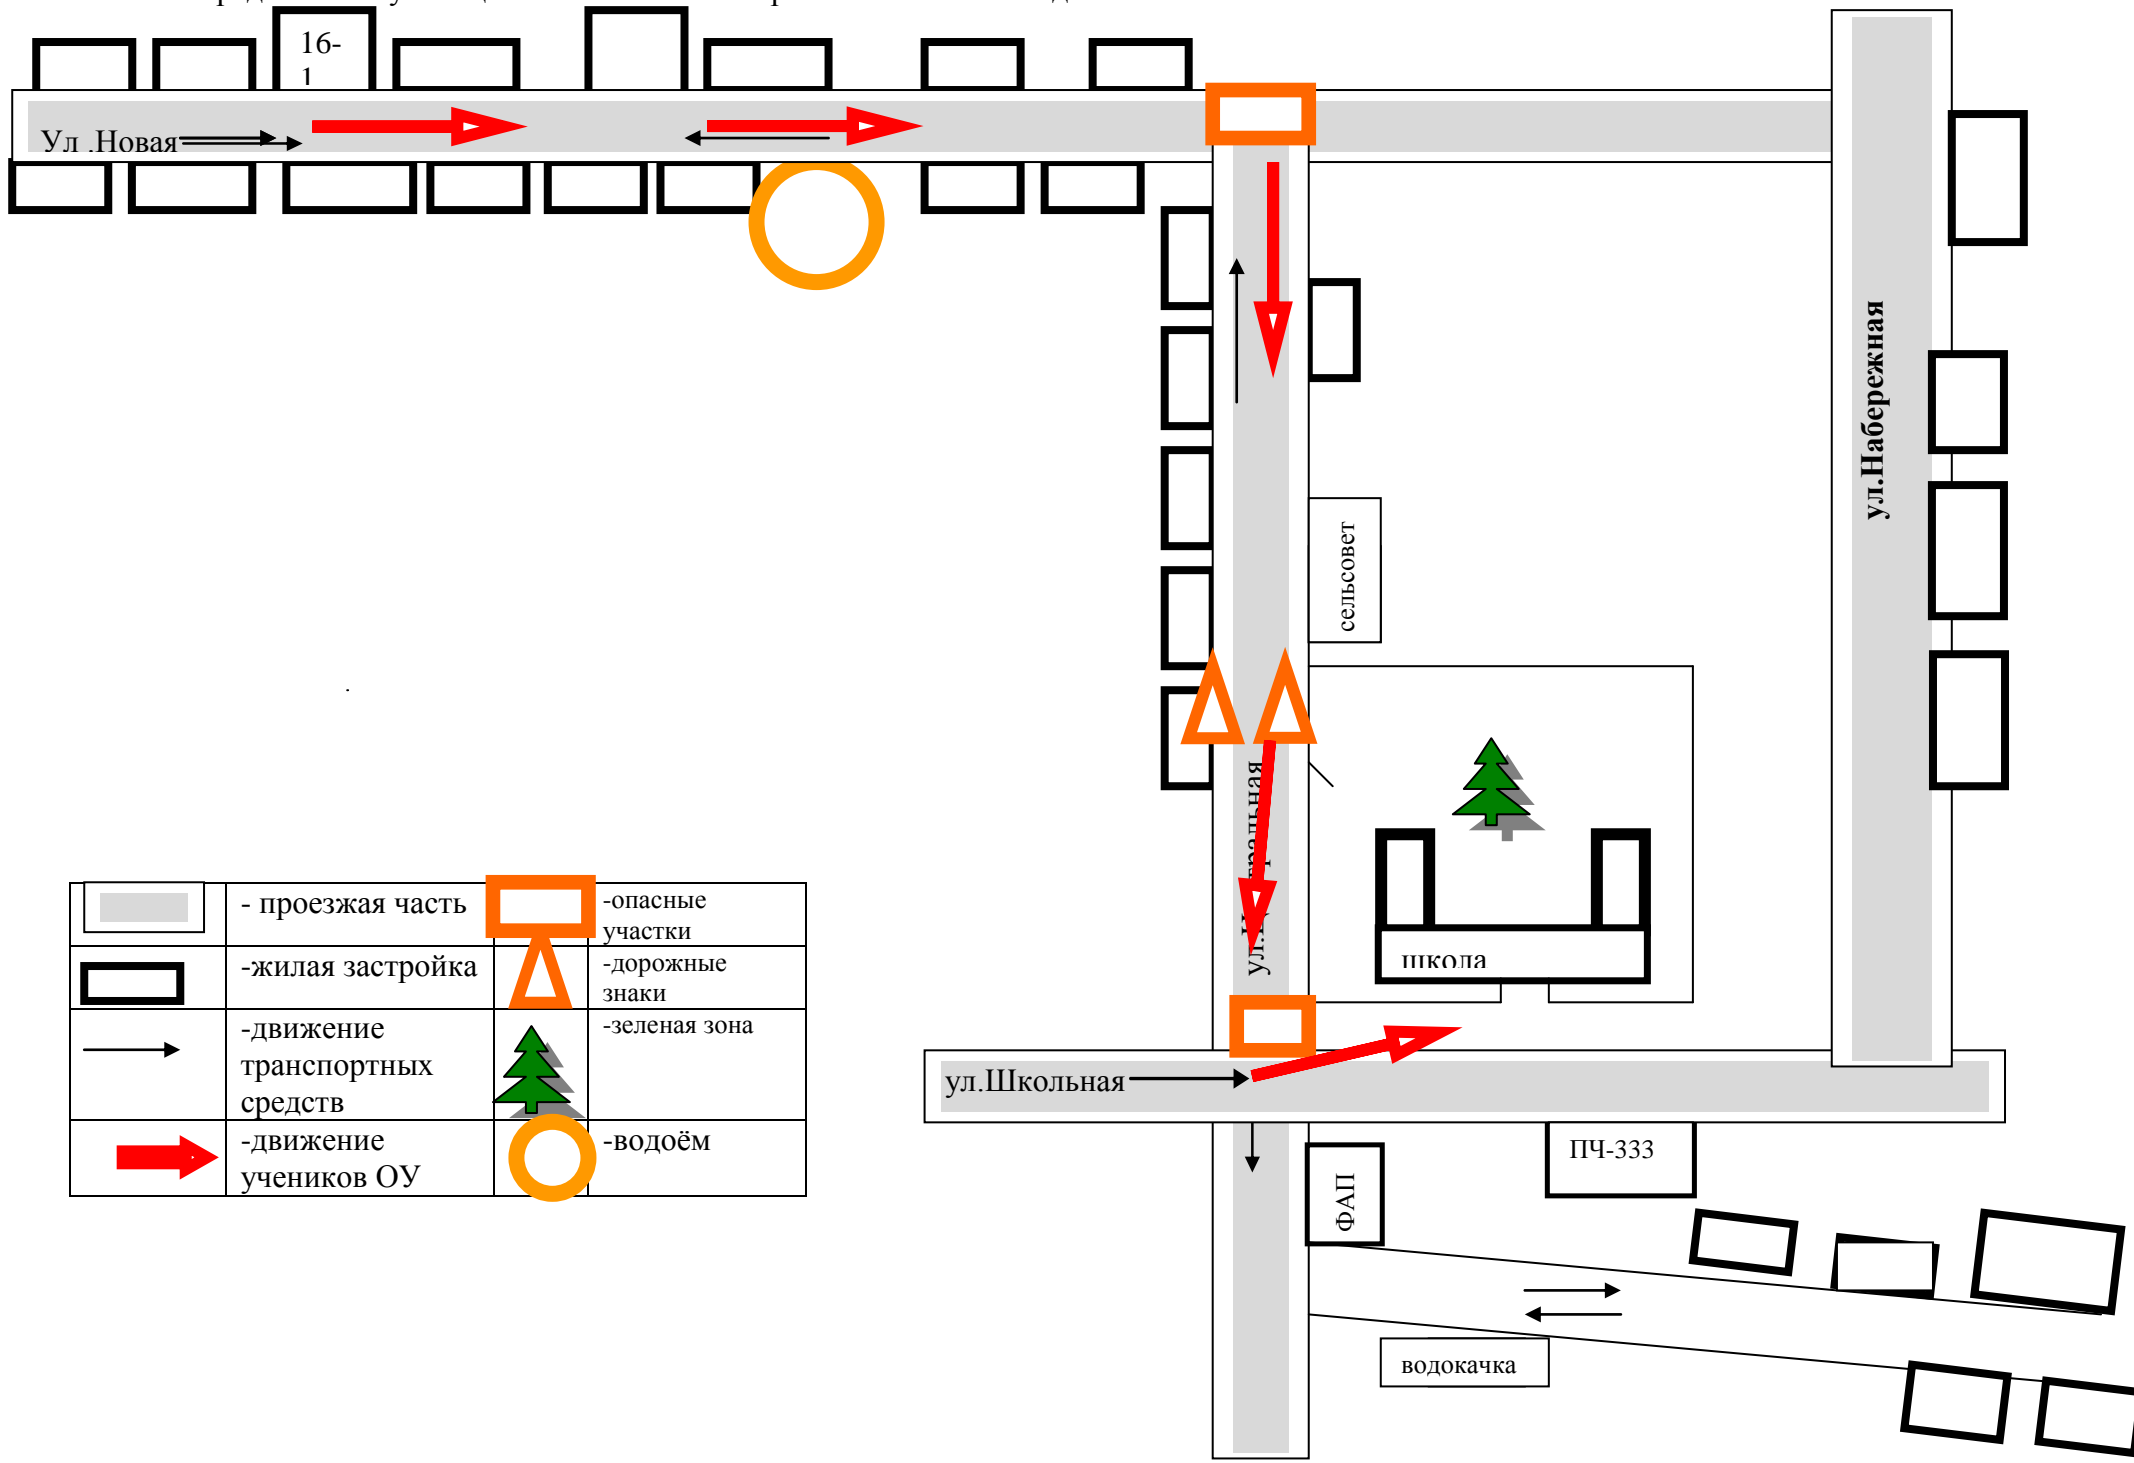 16-
1
Ул .Новая
ул.Набережная
сельсовет
школа
ул.Школьная
ПЧ-333
ФАП
водокачка
- проезжая часть
-опасные
участки
-жилая застройка
-дорожные
знаки
-движение
транспортных
средств
-зеленая зона
-движение
учеников ОУ
-водоём